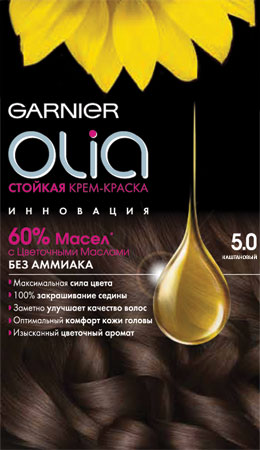 GARNIER
OLIA
СТОЙКАЯ КРЕМ-КРАСКА
ИННОВАЦИЯ
60% Масел*
с Цветочными Маслами
БЕЗ АММИАКА
5.0
КАШТАНОВЫЙ
• Максимальная сила цвета
• 100% закрашивание седины
• Заметно улучшает качество волос
• Оптимальный комфорт кожи головы
• Изысканный цветочный аромат